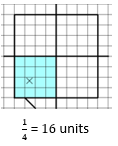 1/4 = 16 units